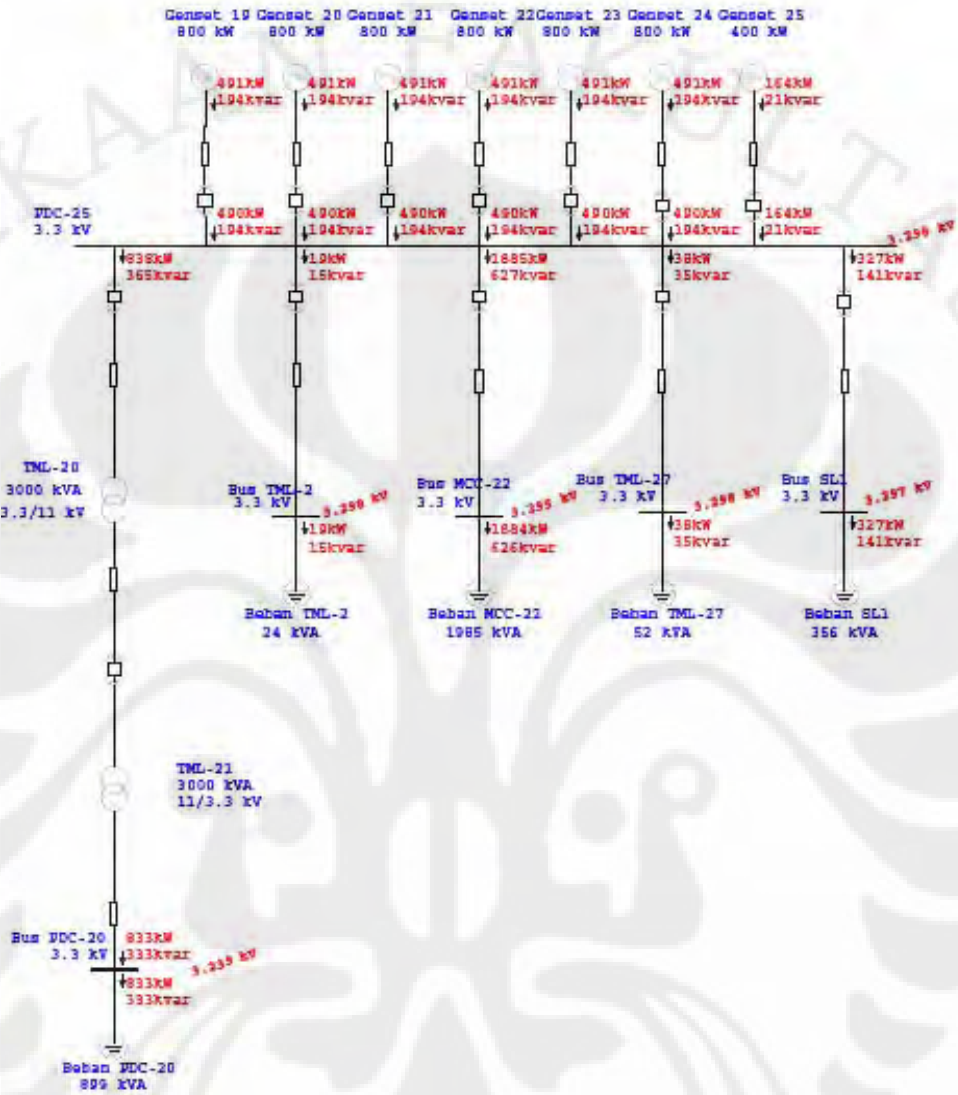 Genset 19 Genset 20 Genset 21 Genset 22 Genset 23 Genset 24 Genset 25
800 kW 800 kW 800 kW 800 kW 800 kW 800 kW 400 kW
491kW 491kW 491kW 491kW 491kW 491kW 164kW
194kvar 194kvar 194kvar 194kvar 194kvar 194kvar 21kvar
PDC-25
3.3 kV
490kW 490kW 490kW 490kW 490kW 490kW 164kW
194kvar 194kvar 194kvar 194kvar 194kvar 194kvar 21kvar
838kW 19kW 1885kW 38kW 327kW
365kvar 15kvar 627kvar 35kvar 141kvar
TML-20
3000 kVA
3.3/11 kV
Bus TML-2
3.3 kV
19kW
15kvar
Beban TML-2
24 kVA
Bus MCC-22
3.3 kV
3.295 kV
1884kW
626kvar
Beban MCC-22
1985 kVA
Bus TML-27
3.3 kV
3.298 kV
38kW
35kvar
Beban TML-27
52 kVA
Bus SL1
3.3 kV
3.297 kV
327kW
141kvar
Beban SL1
356 kVA
TML-21
3000 kVA
11/3.3 kV
Bus PDC-20
3.3 kV
833kW
333kvar
833kW
333kvar
Beban PDC-20
899 kVA